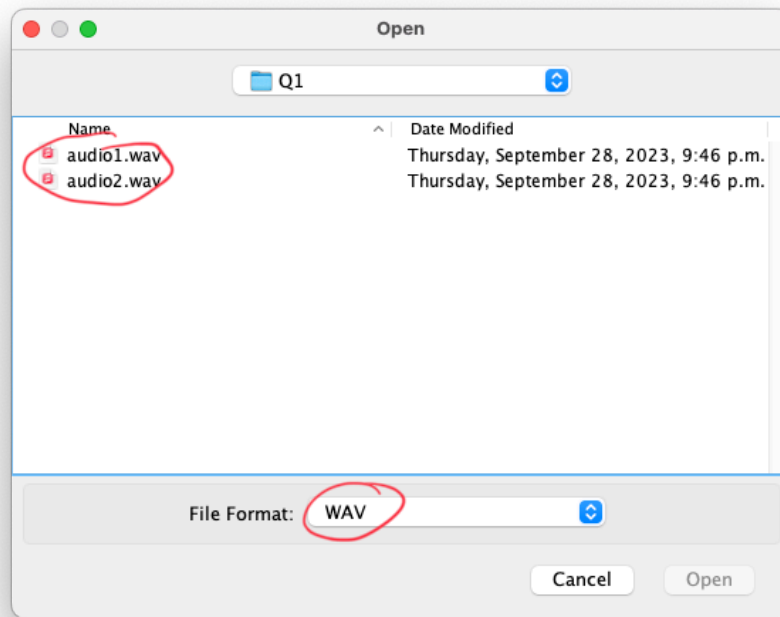 Open
Q1
Name Date Modified
audio1.wav Thursday, September 28, 2023, 9:46 p.m.
audio2.wav Thursday, September 28, 2023, 9:46 p.m.
File Format: WAV
Cancel Open